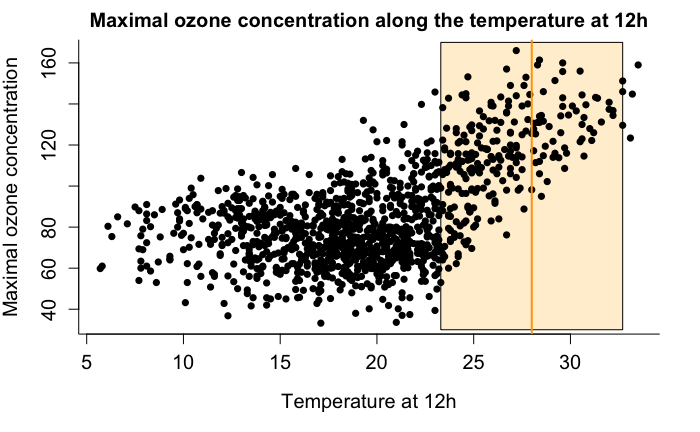 Maximal ozone concentration along the temperature at 12h
Maximal ozone concentration
160
120
80
60
40
5 10 15 20 25 30
Temperature at 12h